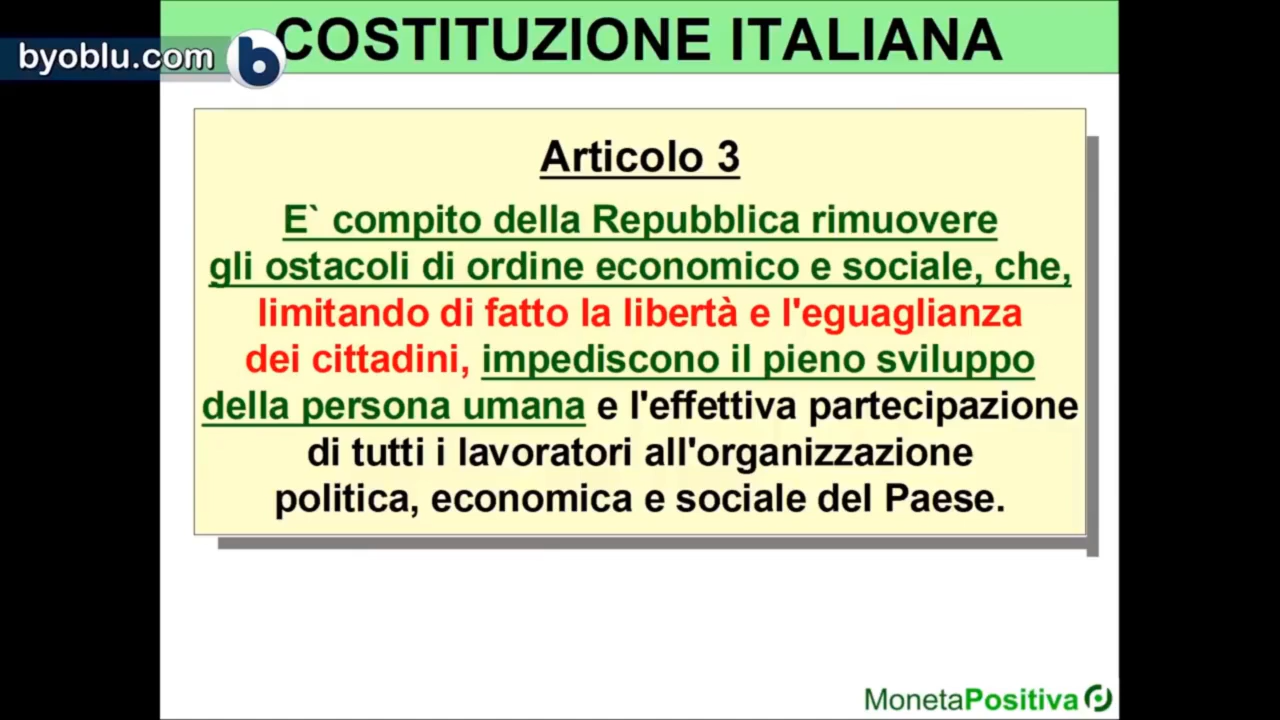 byoblu.com b
COSTITUZIONE ITALIANA
Articolo 3
E` compito della Repubblica rimuovere
gli ostacoli di ordine economico e sociale, che,
limitando di fatto la libertà e l'eguaglianza
dei cittadini, impediscono il pieno sviluppo
della persona umana e l'effettiva partecipazione
di tutti i lavoratori all'organizzazione
politica, economica e sociale del Paese.
MonetaPositiva